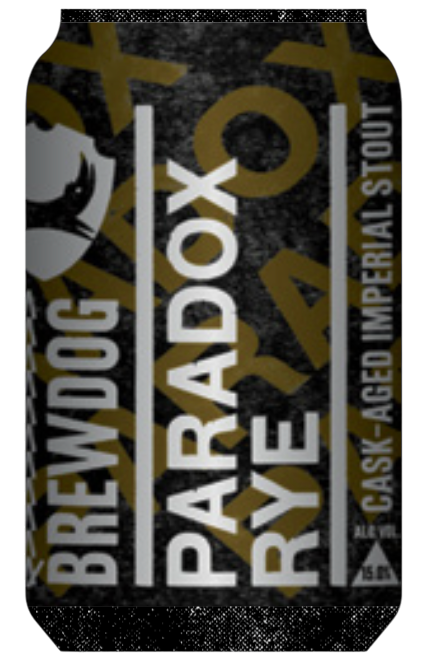 BREWDOG
PARADOX
RYE
CASK-AGED IMPERIAL STOUT
ALC VOL.
15.0%